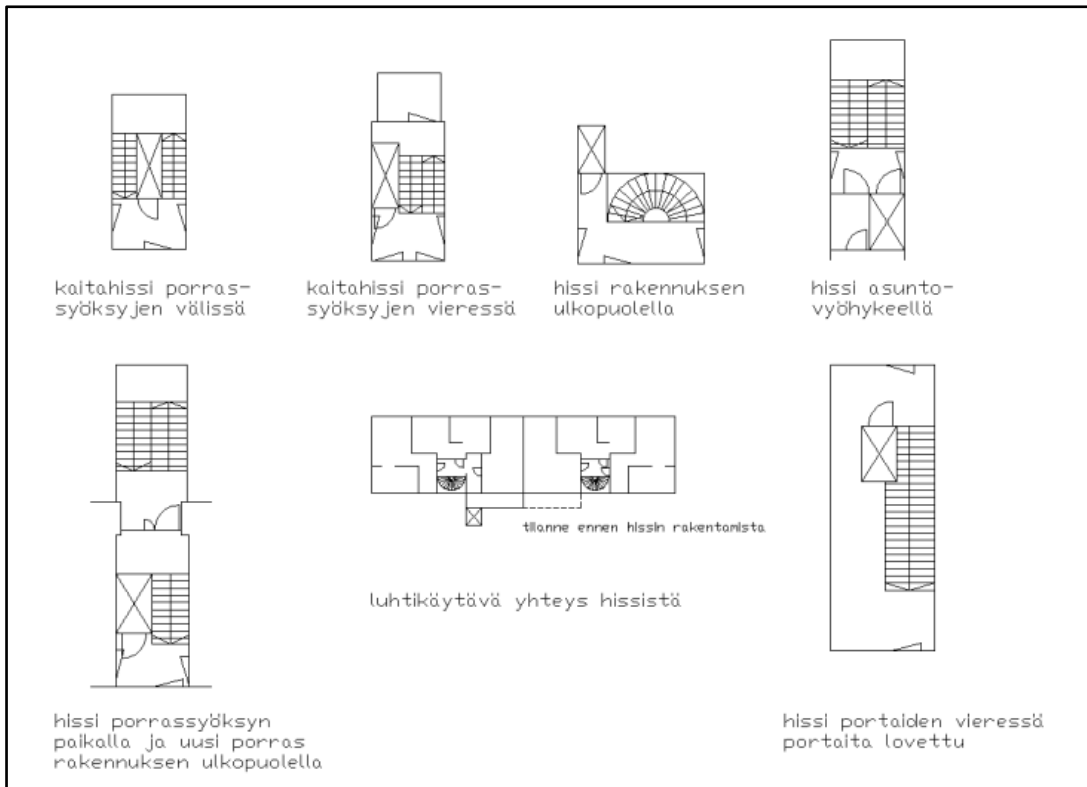 kaitahissi porras-
syöksyjen välissä
kaitahissi porras-
syöksyjen vieressä
hissi rakennuksen
ulkopuolella
hissi asunto-
vyöhykeellä
tilanne ennen hissin rakentamista
luhtikäytävä yhteys hissistä
hissi porrassyöksyn
paikalla ja uusi porras
rakennuksen ulkopuolella
hissi portaiden vieressä
portaita lovettu